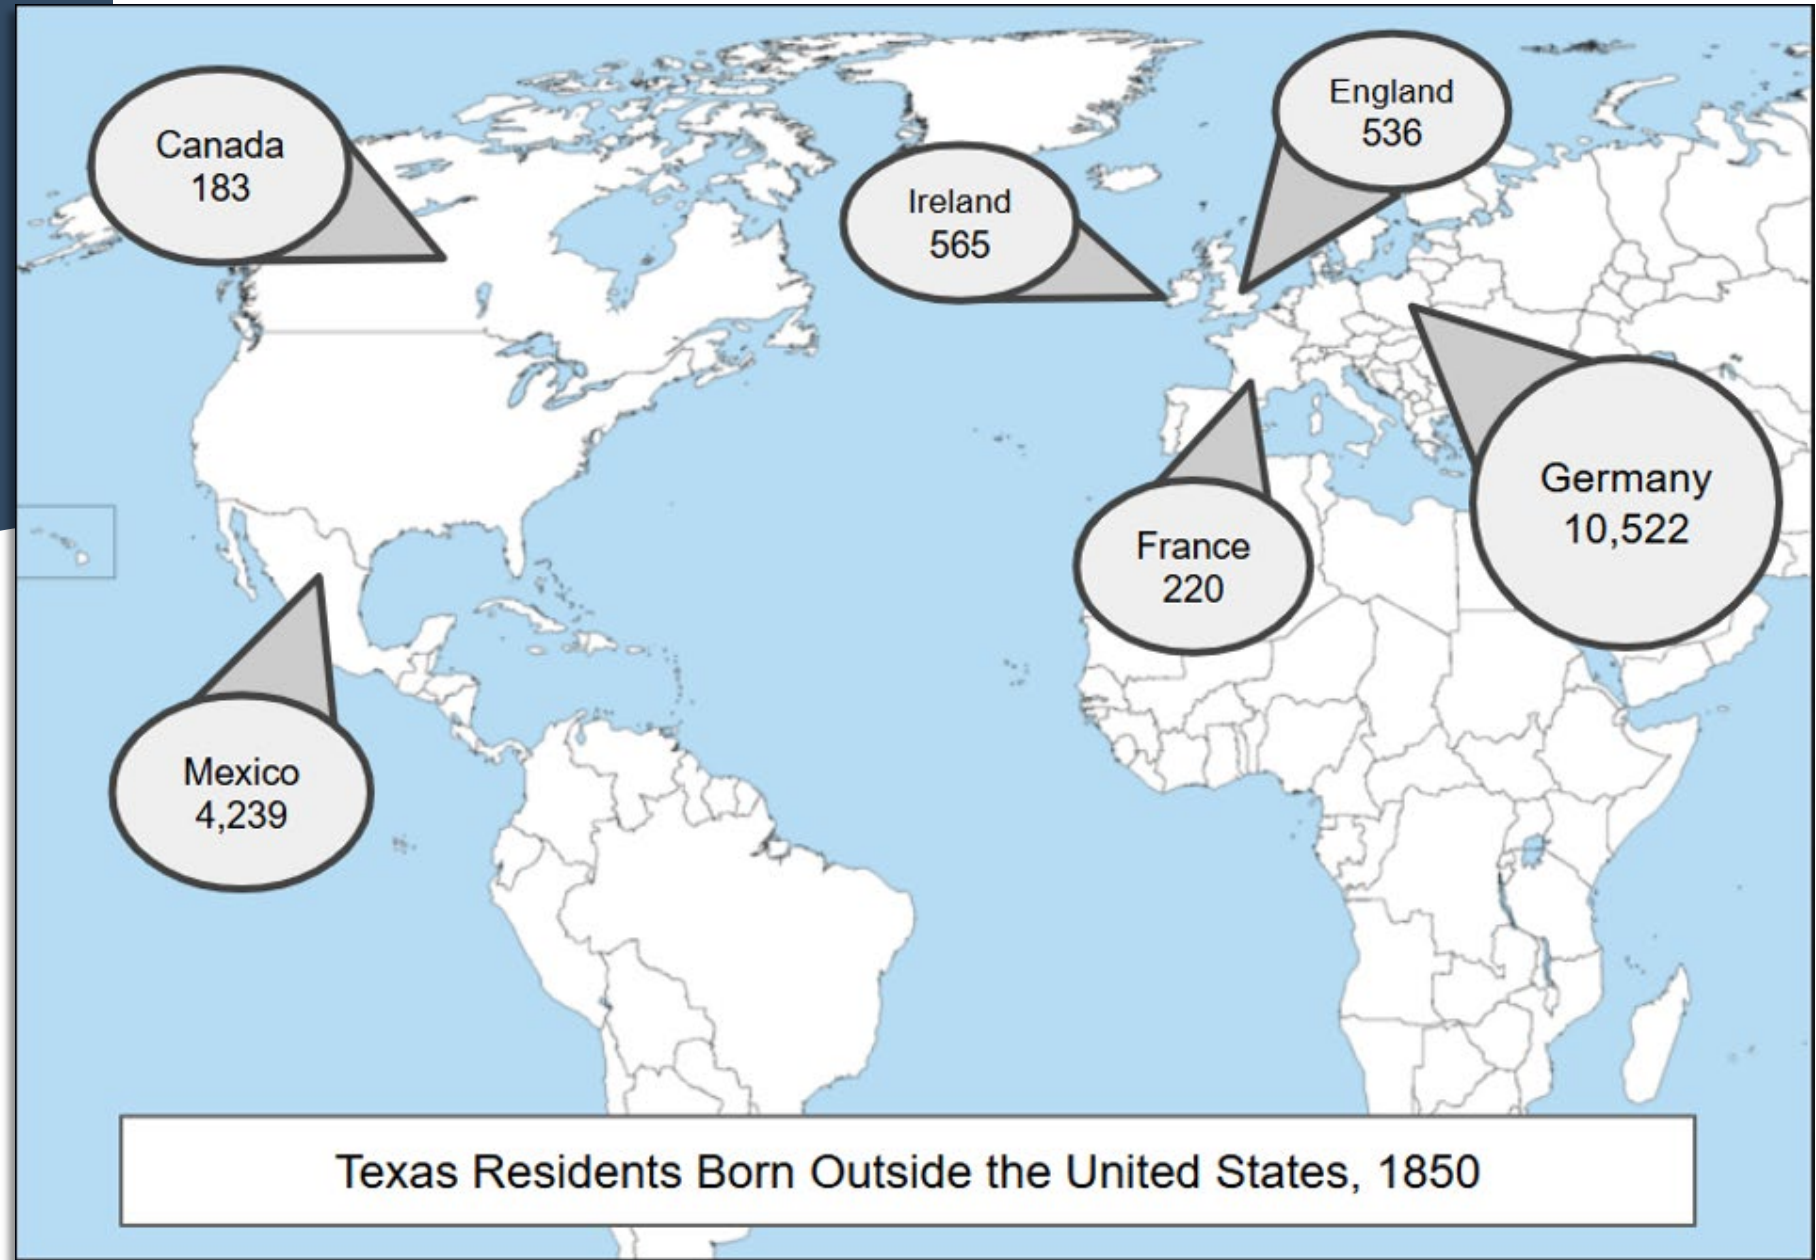 Canada
183
England
536
Ireland
565
Germany
10,522
France
220
Mexico
4,239
Texas Residents Born Outside the United States, 1850